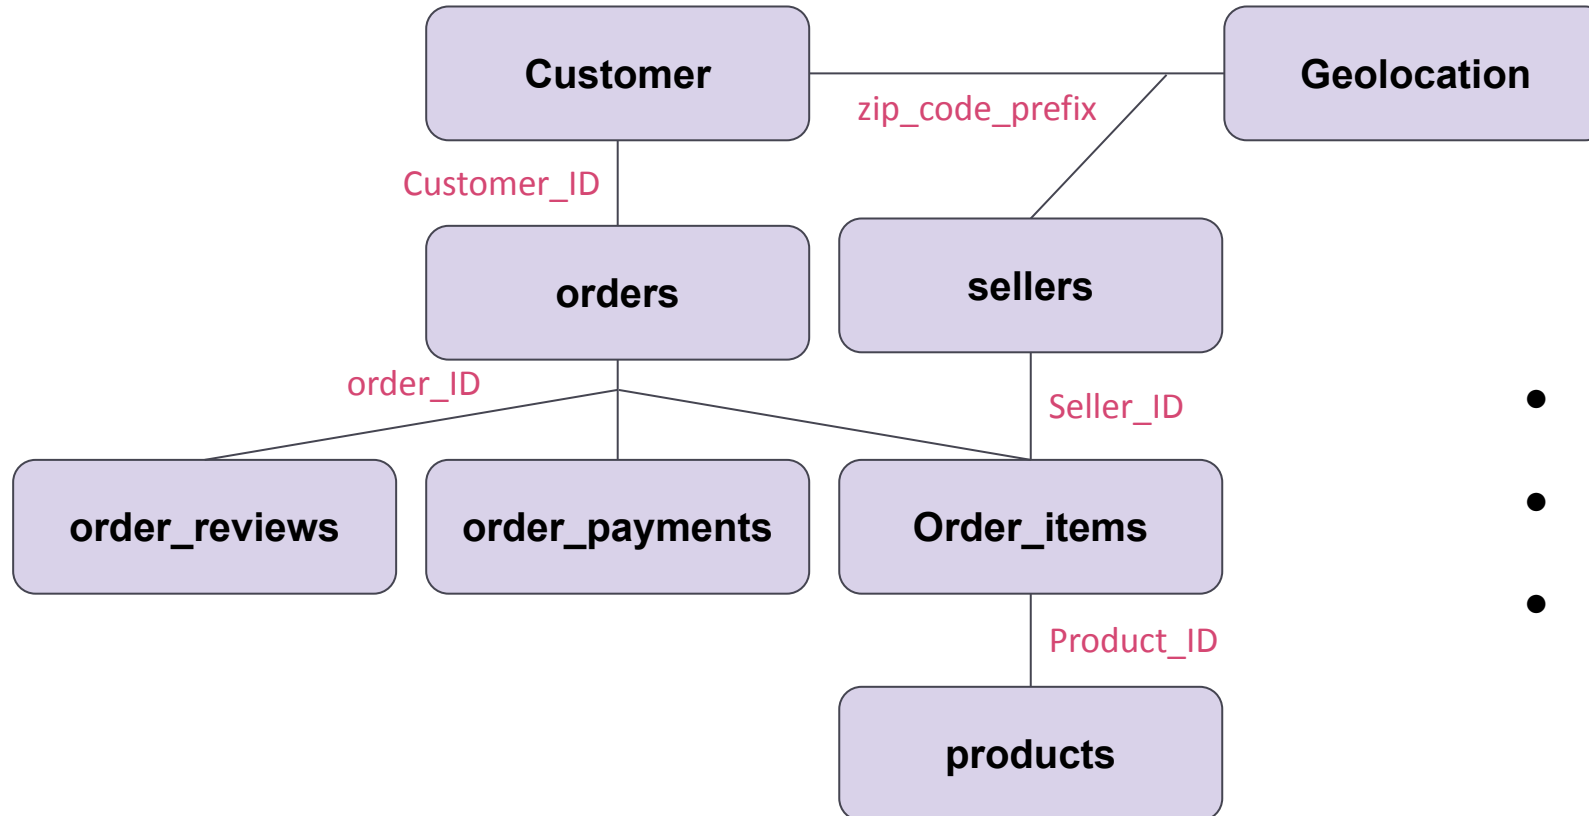 Customer
Geolocation
zip_code_prefix
Customer_ID
orders
sellers
order_ID
Seller_ID
order_reviews
order_payments
Order_items
Product_ID
products